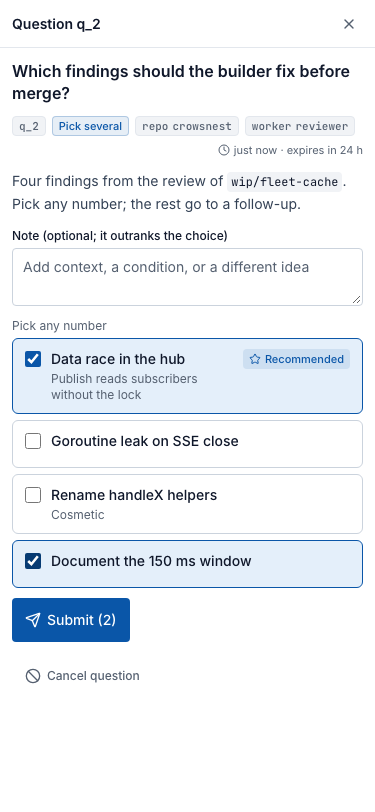 Question q_2
Which findings should the builder fix before
merge?
q_2
Pick several
repo crowsnest
worker reviewer
just now · expires in 24 h
Four findings from the review of wip/fleet-cache.
Pick any number; the rest go to a follow-up.
Note (optional; it outranks the choice)
Add context, a condition, or a different idea
Pick any number
Data race in the hub
Recommended
Publish reads subscribers
without the lock
Goroutine leak on SSE close
Rename handleX helpers
Cosmetic
Document the 150 ms window
Submit (2)
Cancel question